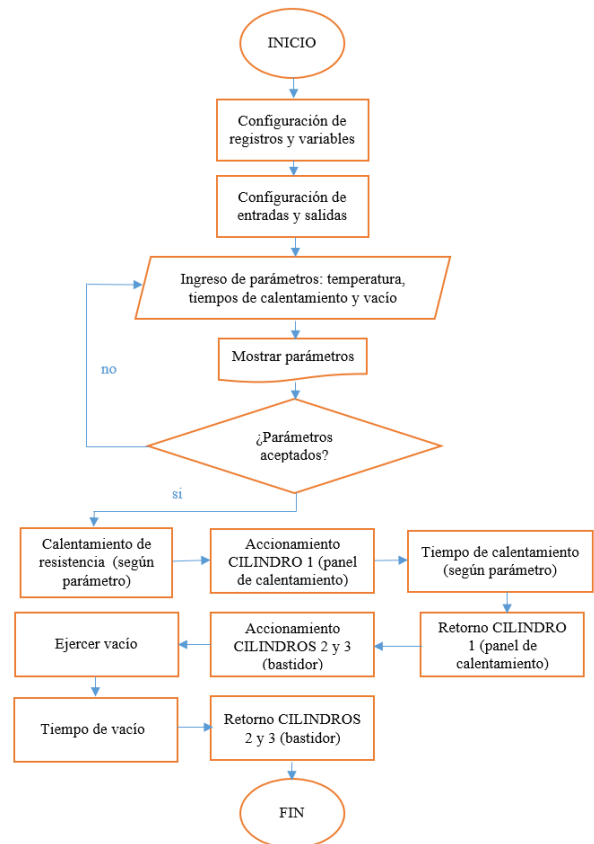 INICIO
Configuración de
registros y variables
Configuración de
entradas y salidas
Ingreso de parámetros: temperatura,
tiempos de calentamiento y vacío
Mostrar parámetros
no
¿Parámetros
aceptados?
si
Calentamiento de
resistencia (según
parámetro)
Accionamiento
CILINDRO 1 (panel
de calentamiento)
Tiempo de calentamiento
(según parámetro)
Retorno CILINDRO
1 (panel de
calentamiento)
Accionamiento
CILINDROS 2 y 3
(bastidor)
Ejercer vacío
Tiempo de vacío
Retorno CILINDROS
2 y 3 (bastidor)
FIN